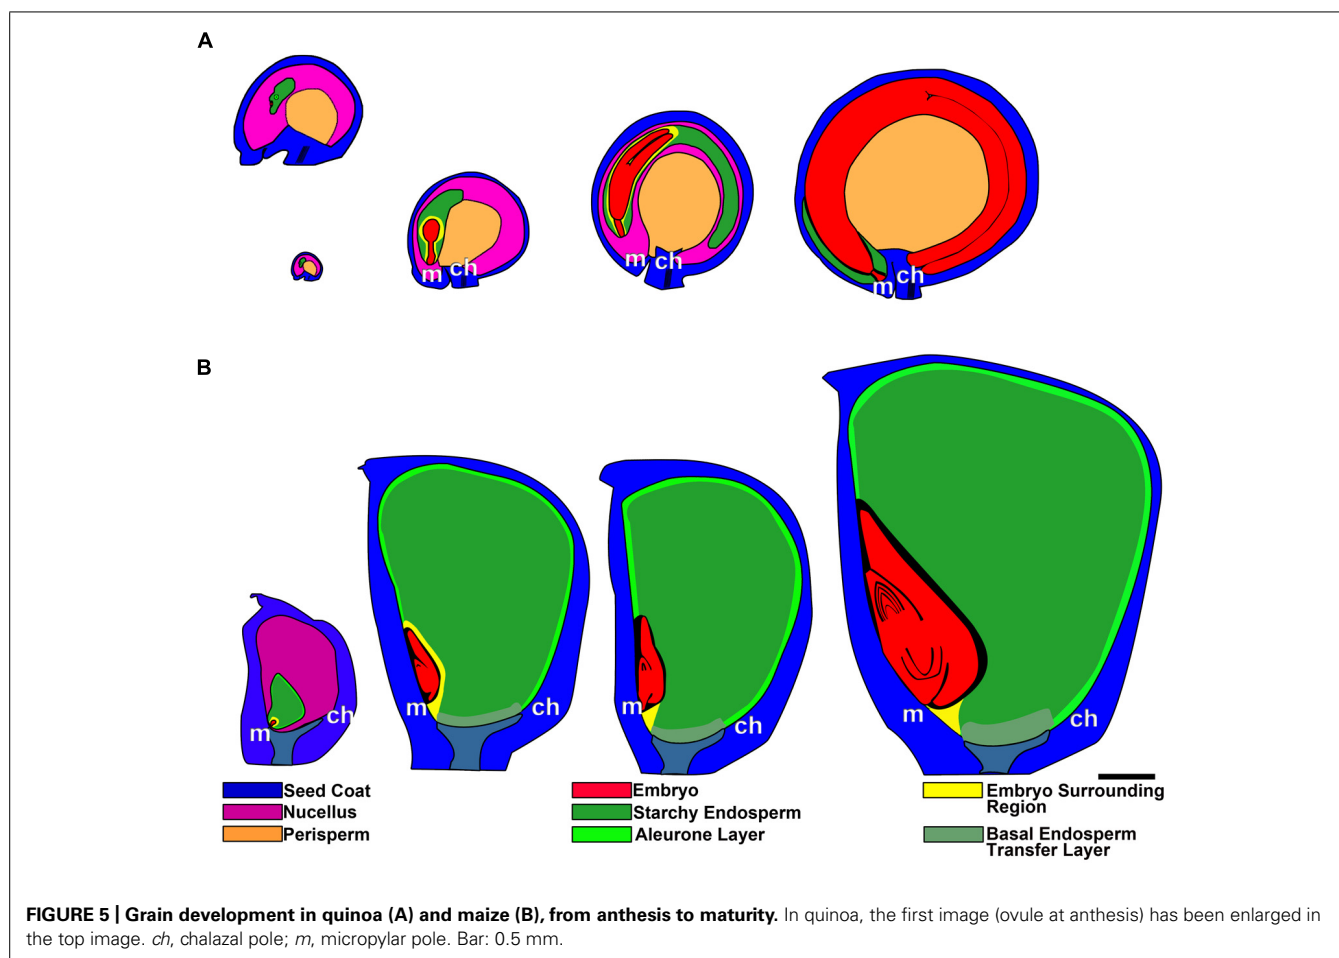 A
m ch
m ch
m ch
B
m ch
m ch
m ch
m ch
Seed Coat
Nucellus
Perisperm
Embryo
Starchy Endosperm
Aleurone Layer
Embryo Surrounding
Region
Basal Endosperm
Transfer Layer
FIGURE 5 | Grain development in quinoa (A) and maize (B), from anthesis to maturity. In quinoa, the first image (ovule at anthesis) has been enlarged in
the top image. ch, chalazal pole; m, micropylar pole. Bar: 0.5 mm.